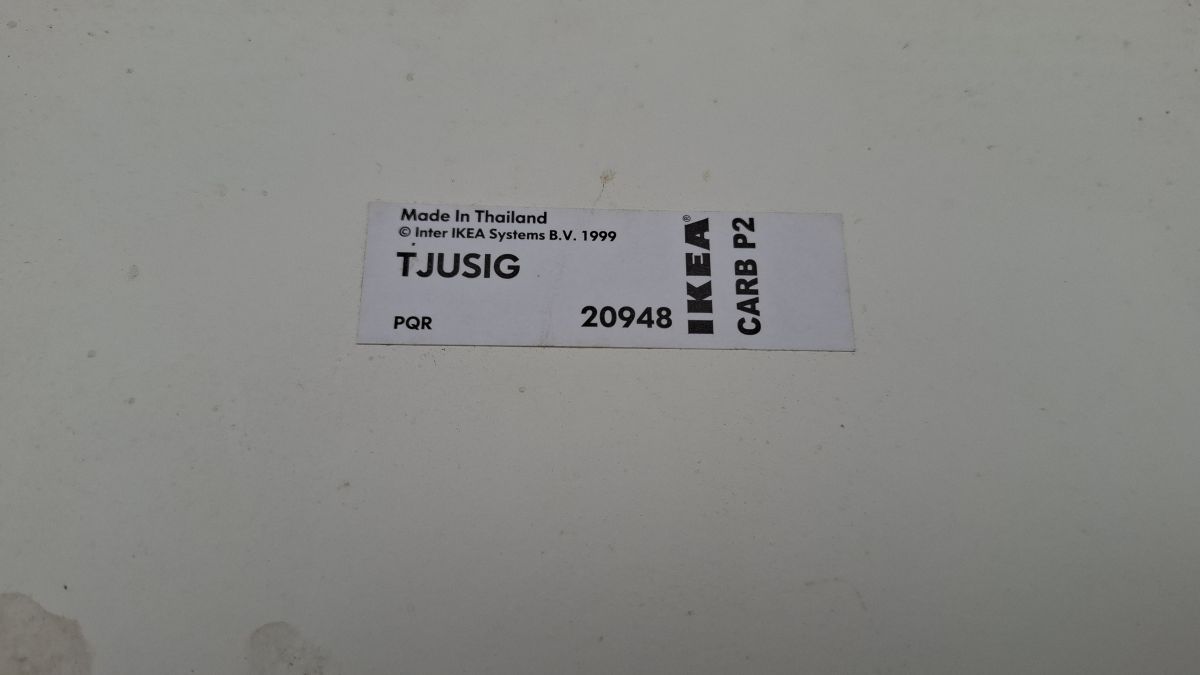 Made In Thailand
© Inter IKEA Systems B.V. 1999
TJUSIG
PQR
20948
IKEA®
CARB P2